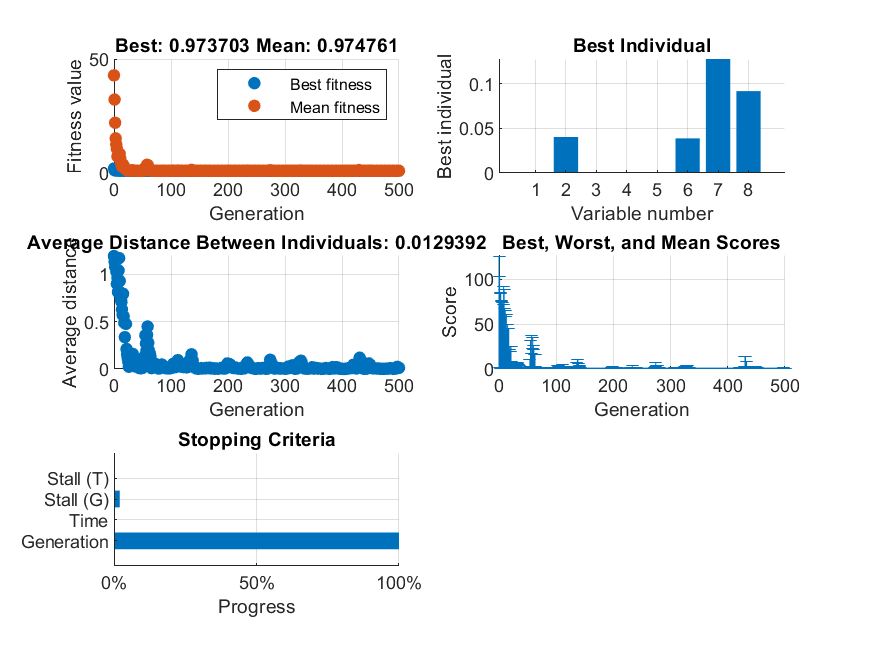 Best: 0.973703 Mean: 0.974761
50
0
Fitness value
Best fitness
Mean fitness
0 100 200 300 400 500
Generation
Best Individual
0.1
0.05
0
Best individual
1 2 3 4 5 6 7 8
Variable number
Average Distance Between Individuals: 0.0129392
1
0.5
0
Average distance
0 100 200 300 400 500
Generation
Best, Worst, and Mean Scores
100
50
0
Score
0 100 200 300 400 500
Generation
Stopping Criteria
Stall (T)
Stall (G)
Time
Generation
0% 50% 100%
Progress